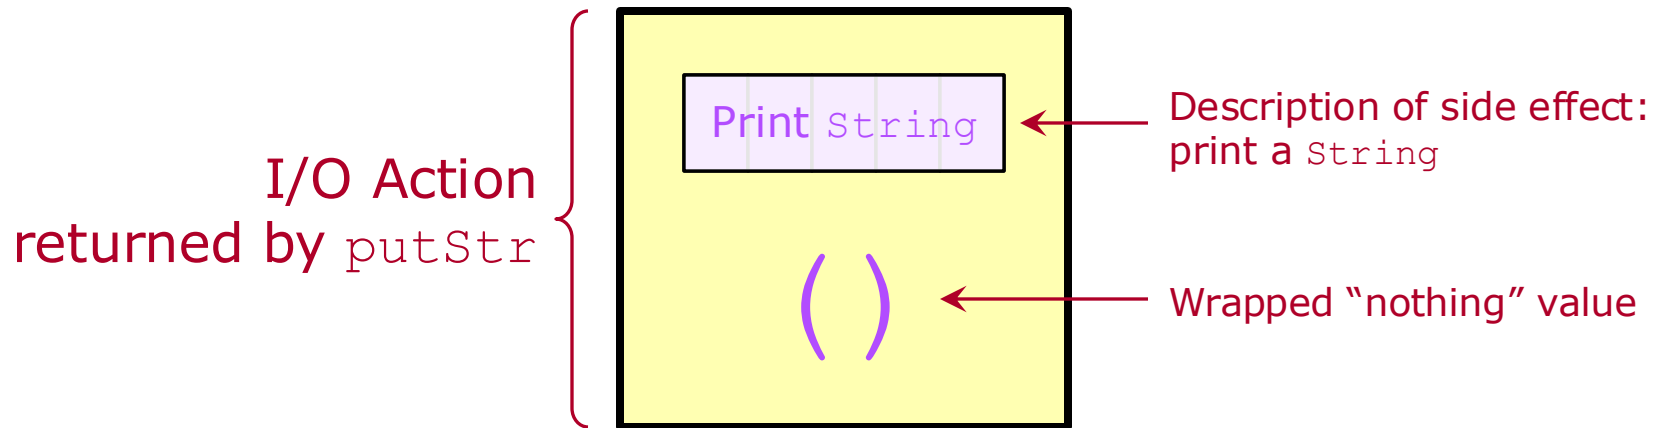 I/O Action
returned by putStr
Print String
( )
Description of side effect:
print a String
Wrapped “nothing” value